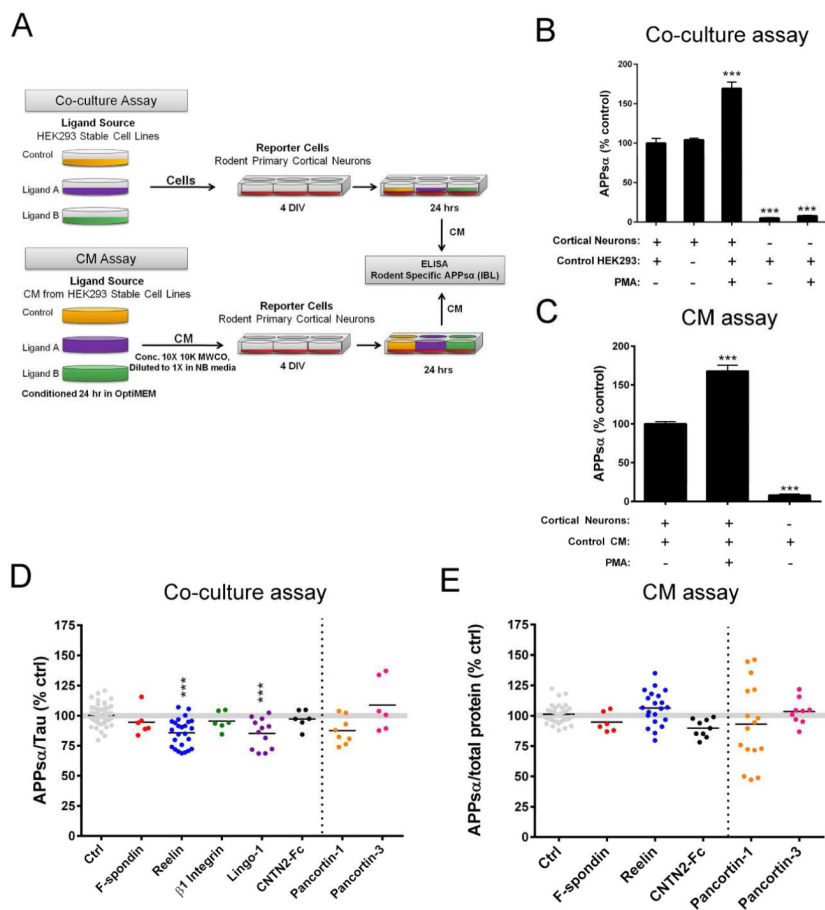 A
Co-culture Assay
Ligand Source
HEK293 Stable Cell Lines
Control
Ligand A
Ligand B
Cells
Reporter Cells
Rodent Primary Cortical Neurons
4 DIV
24 hrs
CM
ELISA
Rodent Specific APPsα (IBL)
CM
CM Assay
Ligand Source
CM from HEK293 Stable Cell Lines
Control
Ligand A
Ligand B
Conditioned 24 hr in OptiMEM
CM
Conc. 10X 10K MWCO,
Diluted to 1X in NB media
Reporter Cells
Rodent Primary Cortical Neurons
4 DIV
24 hrs
B
Co-culture assay
APPsα (% control)
200
150
100
50
0
***
***
***
Cortical Neurons: + + + - -
Control HEK293: + - + + +
PMA: - - + - +
C
CM assay
APPsα (% control)
200
150
100
50
0
***
***
Cortical Neurons: + + -
Control CM: + + +
PMA: - + -
D
Co-culture assay
APPsα/Tau (% ctrl)
175
150
125
100
75
50
25
0
***
***
Ctrl
F-spondin
Reelin
β1 Integrin
Lingo-1
CNTN2-Fc
Pancortin-1
Pancortin-3
E
CM assay
APPsα/total protein (% ctrl)
175
150
125
100
75
50
25
0
Ctrl
F-spondin
Reelin
CNTN2-Fc
Pancortin-1
Pancortin-3